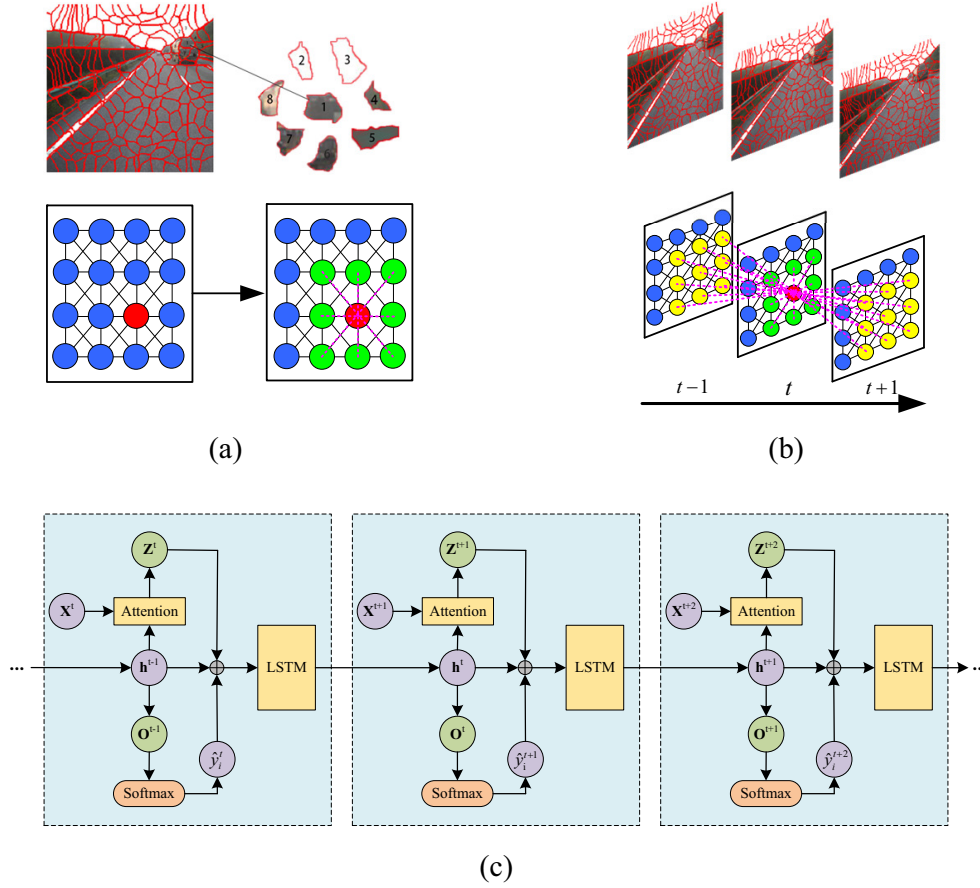 2
3
8
1
4
7
5
6
t−1
t
t+1
(a)
(b)
Z^t
Z^{t+1}
Z^{t+2}
X^t
Attention
X^{t+1}
Attention
X^{t+2}
Attention
...
h^{t-1}
LSTM
h^t
LSTM
h^{t+1}
LSTM
...
O^{t-1}
ŷ_i^t
O^t
ŷ_i^{t+1}
O^{t+1}
ŷ_i^{t+2}
Softmax
Softmax
Softmax
(c)